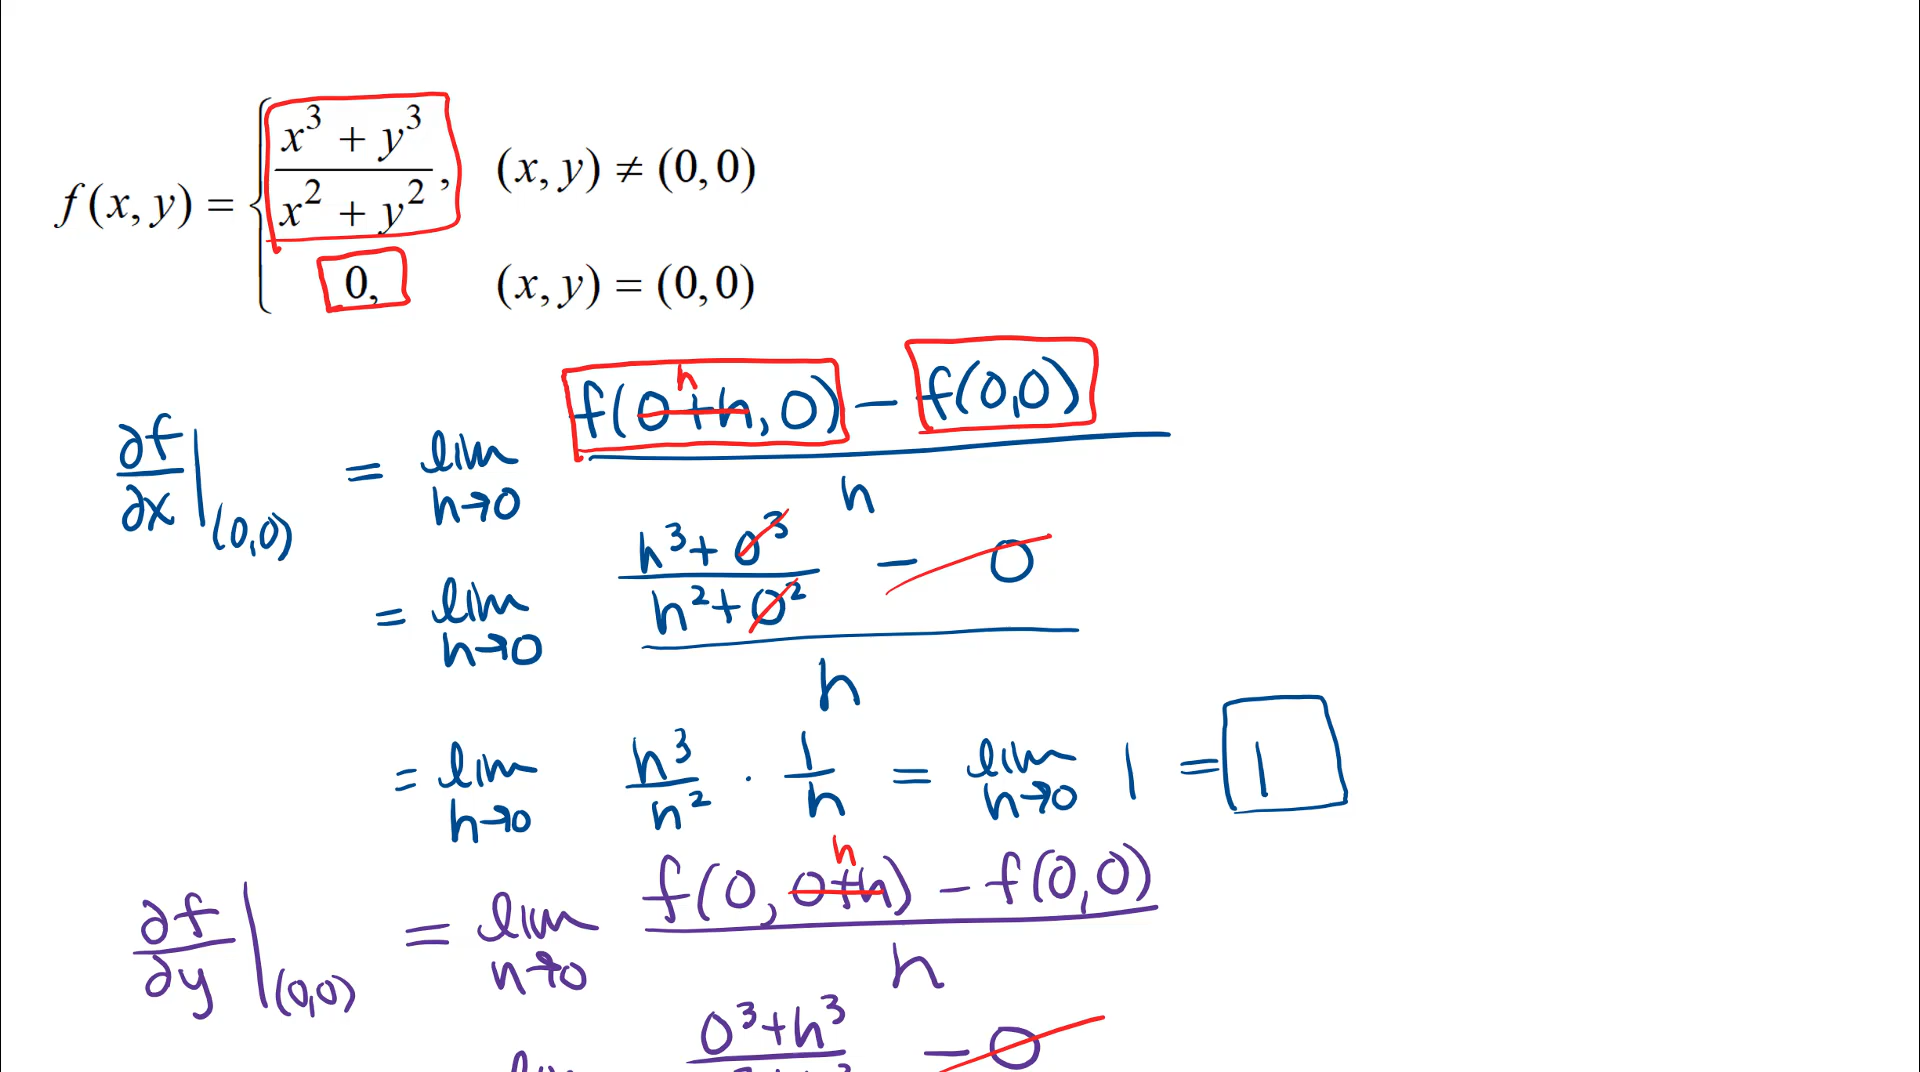 f(x, y) = { (x³ + y³)/(x² + y²), (x, y) ≠ (0, 0)
0, (x, y) = (0, 0)
∂f/∂x |(0,0) = lim h→0 (f(0+h, 0) − f(0,0))/h
h
= lim h→0 ((h³ + 0³)/(h² + 0²) − 0)/h
= lim h→0 h³/h² · 1/h = lim h→0 1 = 1
h
∂f/∂y |(0,0) = lim h→0 (f(0, 0+h) − f(0,0))/h
0³ + h³ − 0